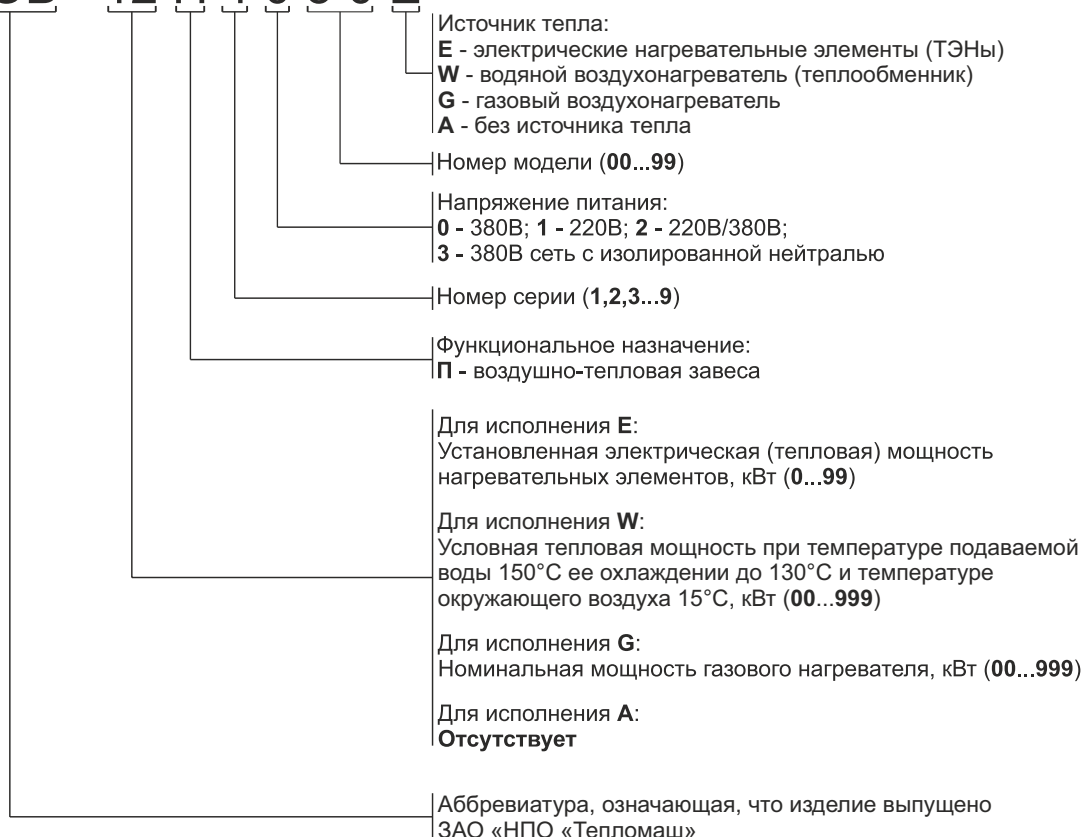 Источник тепла:
E - электрические нагревательные элементы (ТЭНы)
W - водяной воздухонагреватель (теплообменник)
G - газовый воздухонагреватель
A - без источника тепла
Номер модели (00...99)
Напряжение питания:
0 - 380В; 1 - 220В; 2 - 220В/380В;
3 - 380В сеть с изолированной нейтралью
Номер серии (1,2,3...9)
Функциональное назначение:
П - воздушно-тепловая завеса
Для исполнения E:
Установленная электрическая (тепловая) мощность
нагревательных элементов, кВт (0...99)
Для исполнения W:
Условная тепловая мощность при температуре подаваемой
воды 150°С ее охлаждении до 130°С и температуре
окружающего воздуха 15°С, кВт (00...999)
Для исполнения G:
Номинальная мощность газового нагревателя, кВт (00...999)
Для исполнения A:
Отсутствует
Аббревиатура, означающая, что изделие выпущено
ЗАО «НПО «Тепломаш»